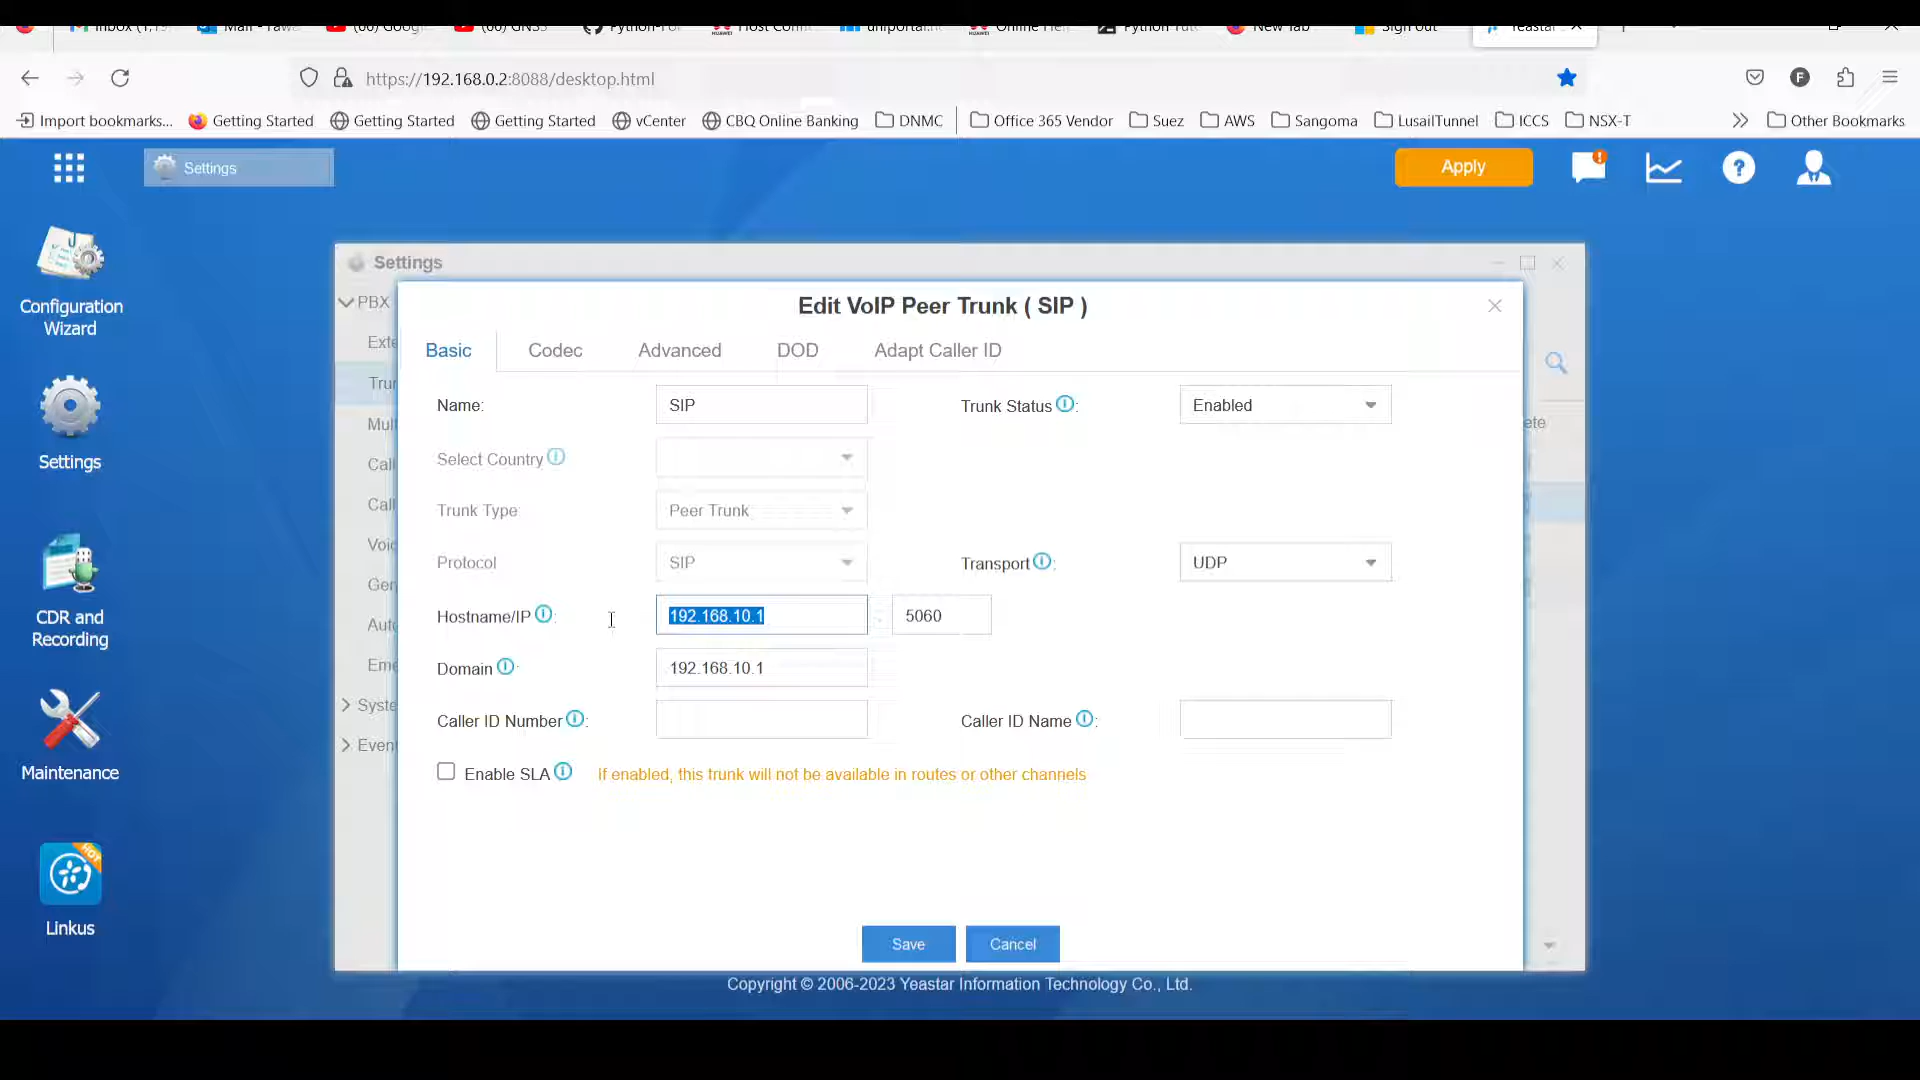 https://192.168.0.2:8088/desktop.html
Import bookmarks... Getting Started Getting Started Getting Started vCenter CBQ Online Banking DNMC Office 365 Vendor Suez AWS Sangoma LusailTunnel ICCS NSX-T Other Bookmarks
Settings
Apply
Configuration
Wizard
Settings
CDR and
Recording
Maintenance
HOT
Linkus
Settings
PBX
Syste
Even
ete
Edit VoIP Peer Trunk ( SIP )
Basic Codec Advanced DOD Adapt Caller ID
Name: SIP Trunk Status : Enabled
Select Country
Trunk Type Peer Trunk
Protocol SIP Transport : UDP
Hostname/IP : 192.168.10.1 : 5060
Domain : 192.168.10.1
Caller ID Number : Caller ID Name :
Enable SLA If enabled, this trunk will not be available in routes or other channels
Save Cancel
Copyright © 2006-2023 Yeastar Information Technology Co., Ltd.